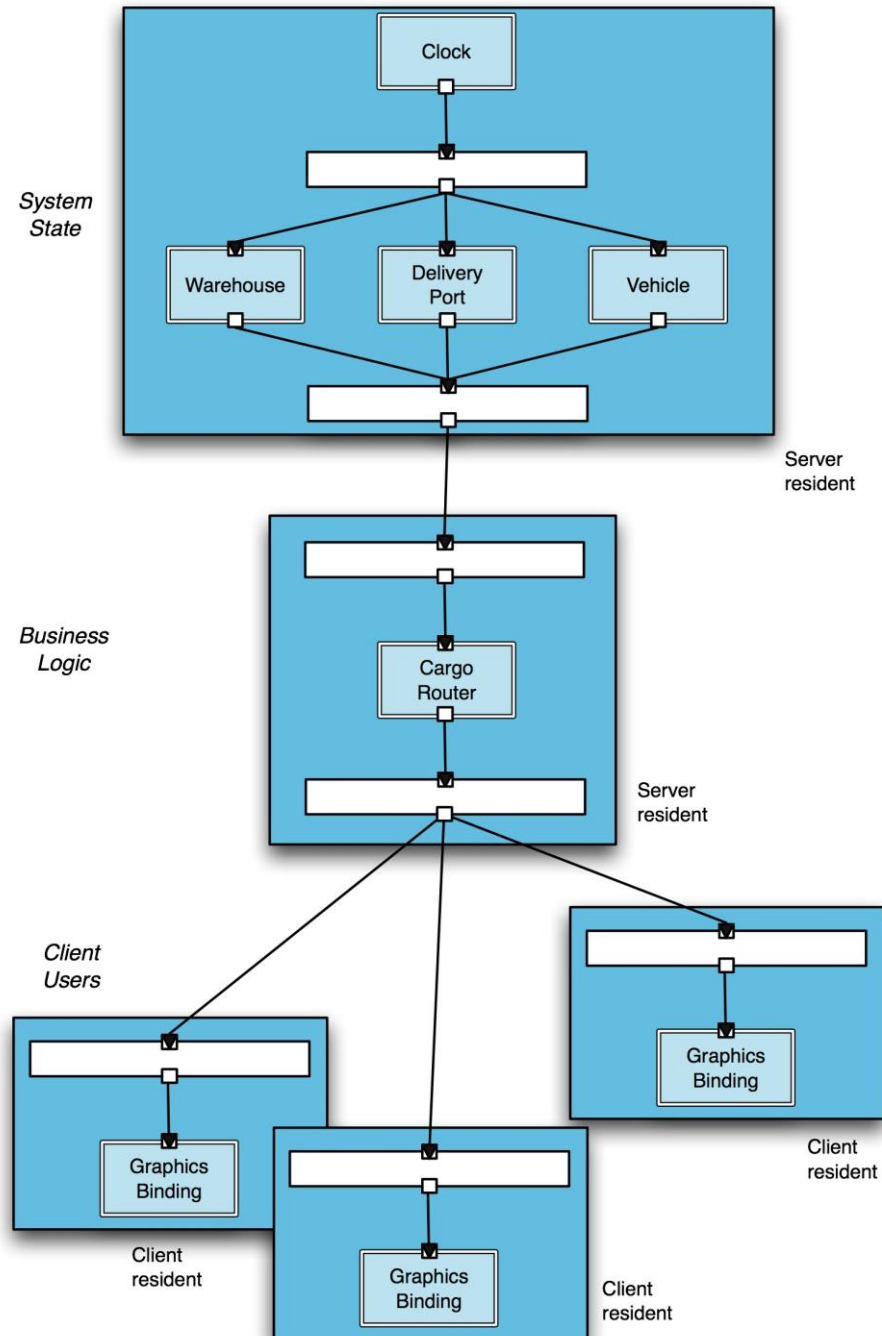 Clock
System
State
Warehouse
Delivery
Port
Vehicle
Server
resident
Business
Logic
Cargo
Router
Server
resident
Client
Users
Graphics
Binding
Client
resident
Graphics
Binding
Client
resident
Graphics
Binding
Client
resident